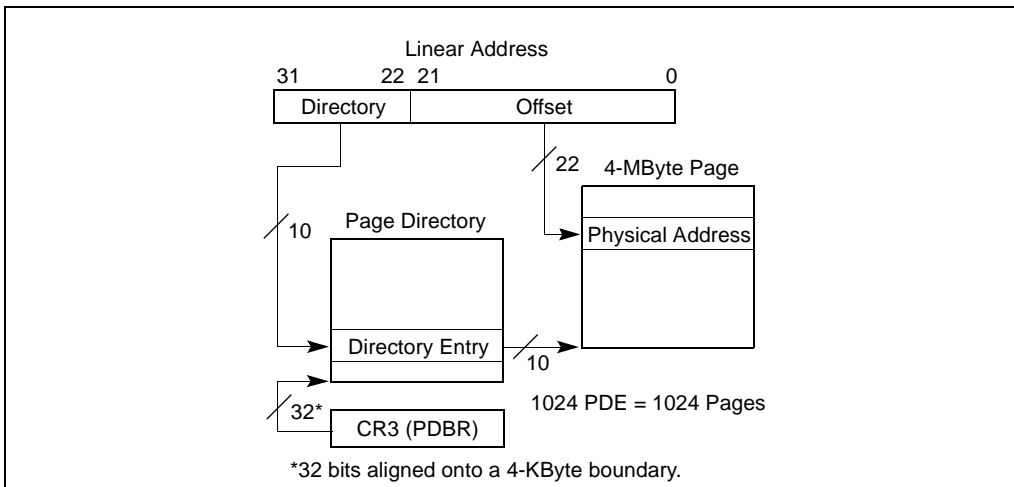 Linear Address
31 22 21 0
Directory Offset
22
4-MByte Page
10
Page Directory
Physical Address
Directory Entry
10
32*
1024 PDE = 1024 Pages
CR3 (PDBR)
*32 bits aligned onto a 4-KByte boundary.